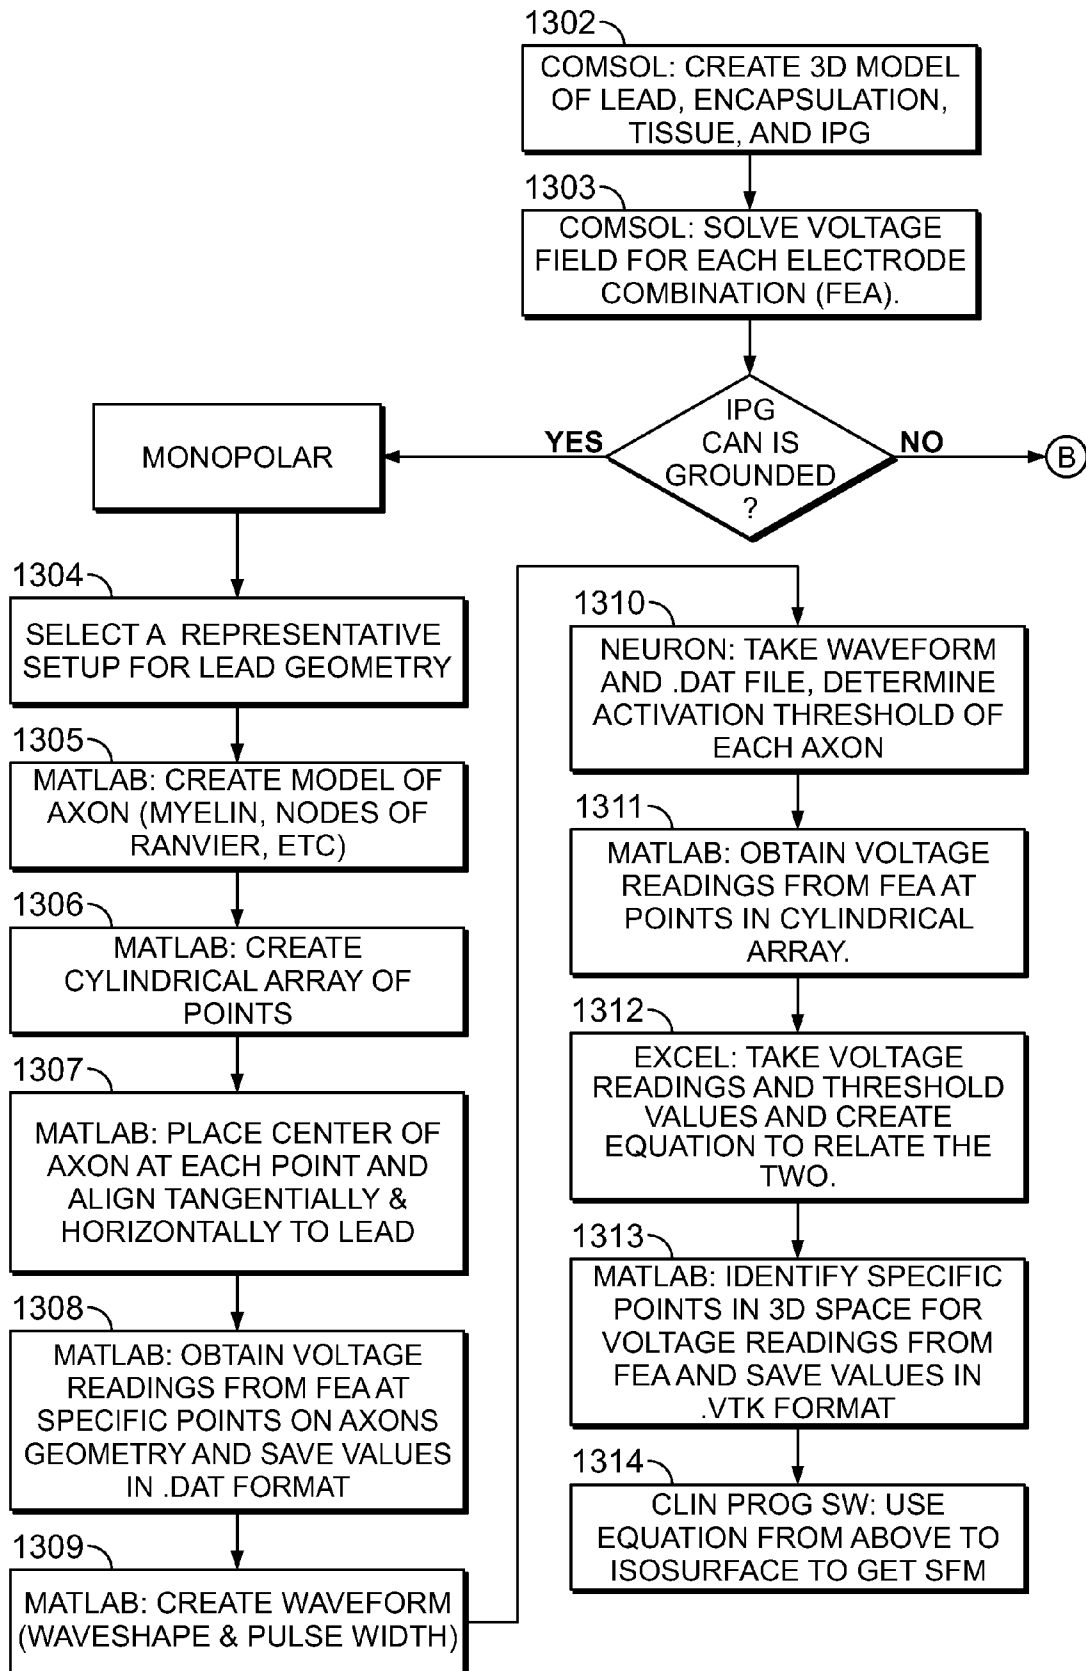 1302
COMSOL: CREATE 3D MODEL
OF LEAD, ENCAPSULATION,
TISSUE, AND IPG
1303
COMSOL: SOLVE VOLTAGE
FIELD FOR EACH ELECTRODE
COMBINATION (FEA).
IPG
CAN IS
GROUNDED
?
YES
NO
B
MONOPOLAR
1304
SELECT A REPRESENTATIVE
SETUP FOR LEAD GEOMETRY
1305
MATLAB: CREATE MODEL OF
AXON (MYELIN, NODES OF
RANVIER, ETC)
1306
MATLAB: CREATE
CYLINDRICAL ARRAY OF
POINTS
1307
MATLAB: PLACE CENTER OF
AXON AT EACH POINT AND
ALIGN TANGENTIALLY &
HORIZONTALLY TO LEAD
1308
MATLAB: OBTAIN VOLTAGE
READINGS FROM FEA AT
SPECIFIC POINTS ON AXONS
GEOMETRY AND SAVE VALUES
IN .DAT FORMAT
1309
MATLAB: CREATE WAVEFORM
(WAVESHAPE & PULSE WIDTH)
1310
NEURON: TAKE WAVEFORM
AND .DAT FILE, DETERMINE
ACTIVATION THRESHOLD OF
EACH AXON
1311
MATLAB: OBTAIN VOLTAGE
READINGS FROM FEA AT
POINTS IN CYLINDRICAL
ARRAY.
1312
EXCEL: TAKE VOLTAGE
READINGS AND THRESHOLD
VALUES AND CREATE
EQUATION TO RELATE THE
TWO.
1313
MATLAB: IDENTIFY SPECIFIC
POINTS IN 3D SPACE FOR
VOLTAGE READINGS FROM
FEA AND SAVE VALUES IN
.VTK FORMAT
1314
CLIN PROG SW: USE
EQUATION FROM ABOVE TO
ISOSURFACE TO GET SFM